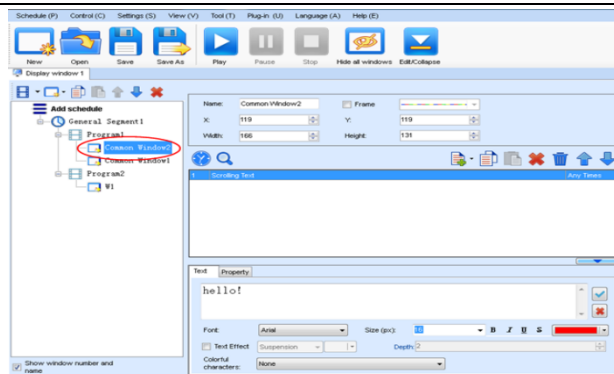 Schedule (P) Control (C) Settings (S) View (V) Tool (T) Plug-in (U) Language (A) Help (E)
New Open Save Save As Play Pause Stop Hide all windows Edit/Collapse
Display window 1
Add schedule
General Segment1
Program1
Common Window2
Common Window1
Program2
W1
Show window number and name
Name: Common Window2 Frame
X: 119 Y: 119
Width: 166 Height: 131
1 Scrolling Text Any Times
Text Property
hello!
Font: Arial Size (px): 16 B I U S
Text Effect Suspension Depth: 2
Colorful characters: None